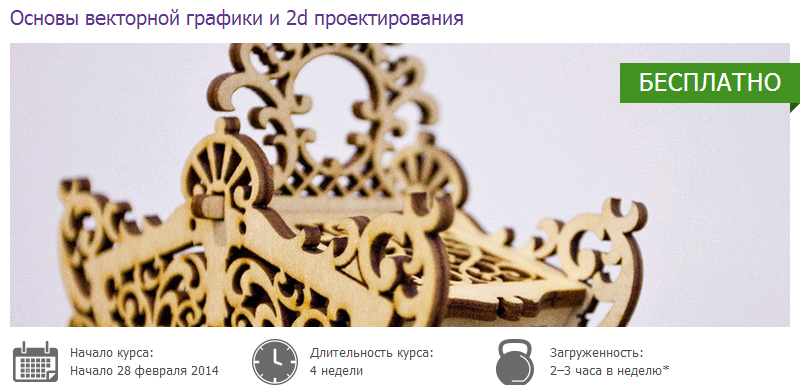 Основы векторной графики и 2d проектирования
БЕСПЛАТНО
Начало курса:
Начало 28 февраля 2014
Длительность курса:
4 недели
Загруженность:
2–3 часа в неделю*